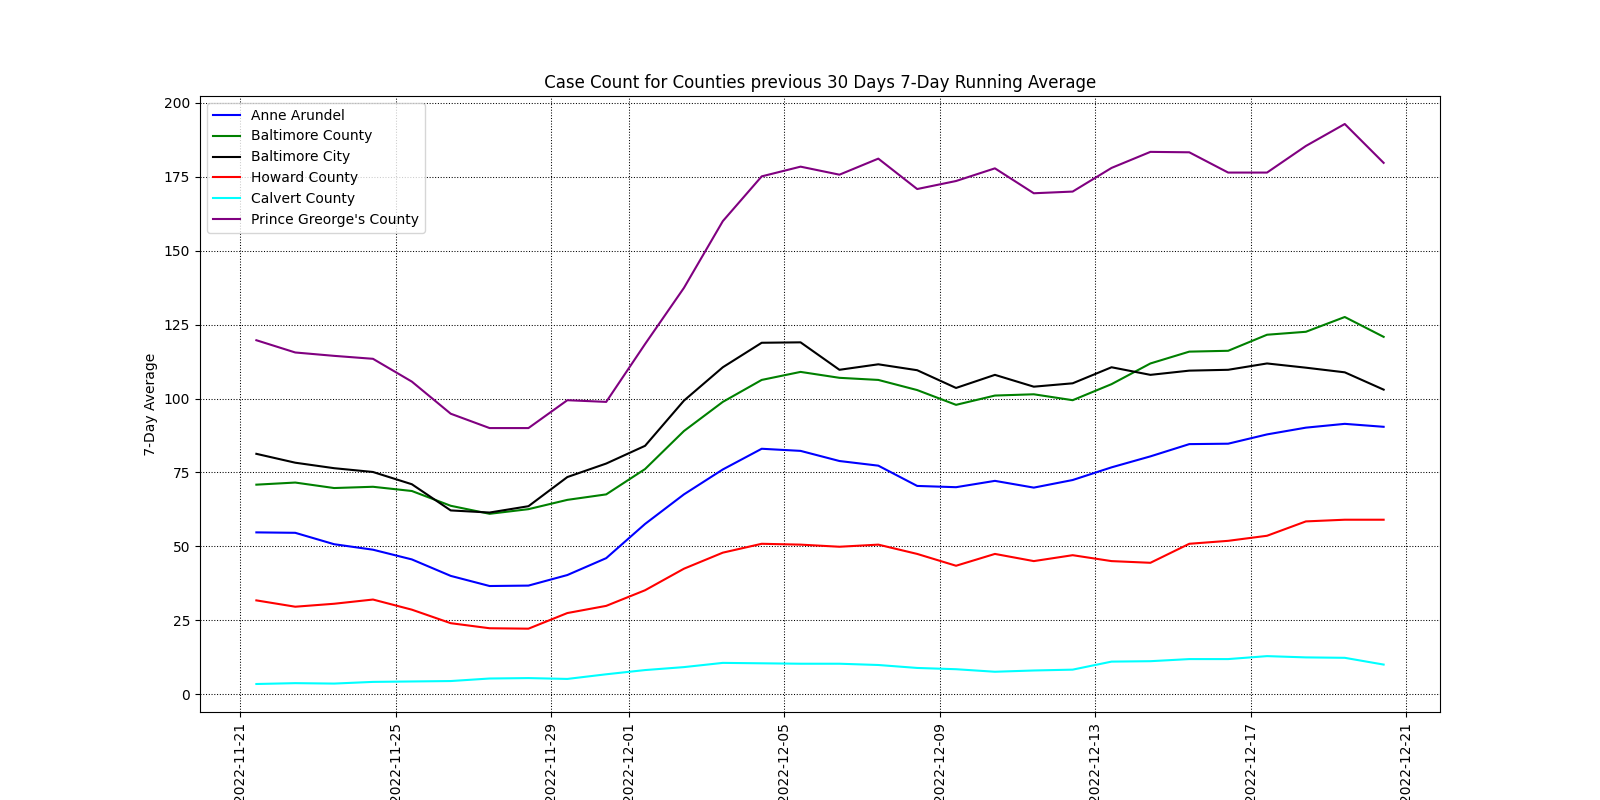 Case Count for Counties previous 30 Days 7-Day Running Average
200
175
150
125
100
75
50
25
0
7-Day Average
Anne Arundel
Baltimore County
Baltimore City
Howard County
Calvert County
Prince Greorge's County
2022-11-21
2022-11-25
2022-11-29
2022-12-01
2022-12-05
2022-12-09
2022-12-13
2022-12-17
2022-12-21